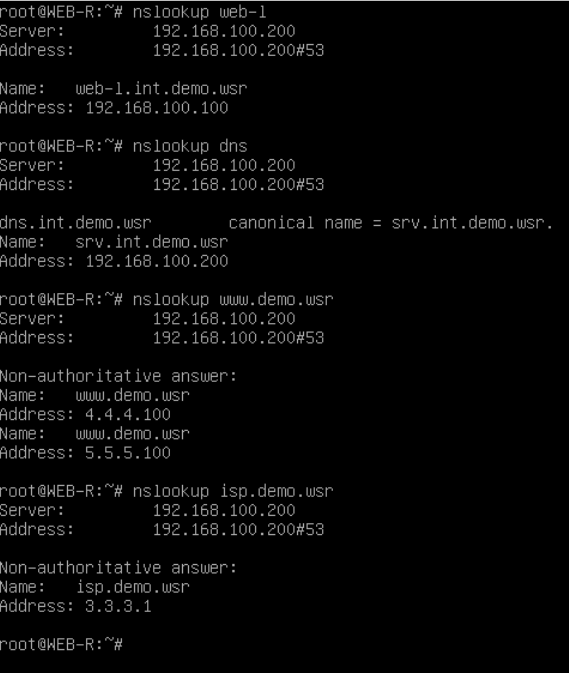 root@WEB-R:~# nslookup web-l
Server:         192.168.100.200
Address:        192.168.100.200#53

Name:   web-l.int.demo.wsr
Address: 192.168.100.100

root@WEB-R:~# nslookup dns
Server:         192.168.100.200
Address:        192.168.100.200#53

dns.int.demo.wsr        canonical name = srv.int.demo.wsr.
Name:   srv.int.demo.wsr
Address: 192.168.100.200

root@WEB-R:~# nslookup www.demo.wsr
Server:         192.168.100.200
Address:        192.168.100.200#53

Non-authoritative answer:
Name:   www.demo.wsr
Address: 4.4.4.100
Name:   www.demo.wsr
Address: 5.5.5.100

root@WEB-R:~# nslookup isp.demo.wsr
Server:         192.168.100.200
Address:        192.168.100.200#53

Non-authoritative answer:
Name:   isp.demo.wsr
Address: 3.3.3.1

root@WEB-R:~#